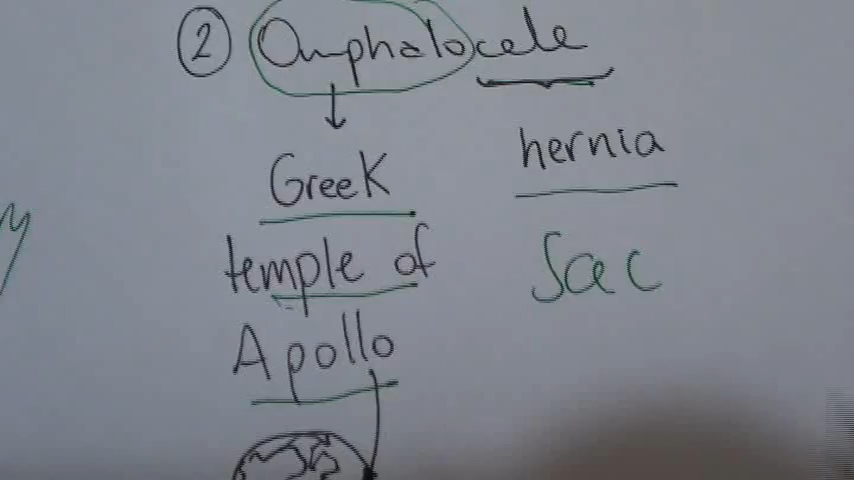 2 Omphalocele
Greek
temple of
Apollo
hernia
Sac